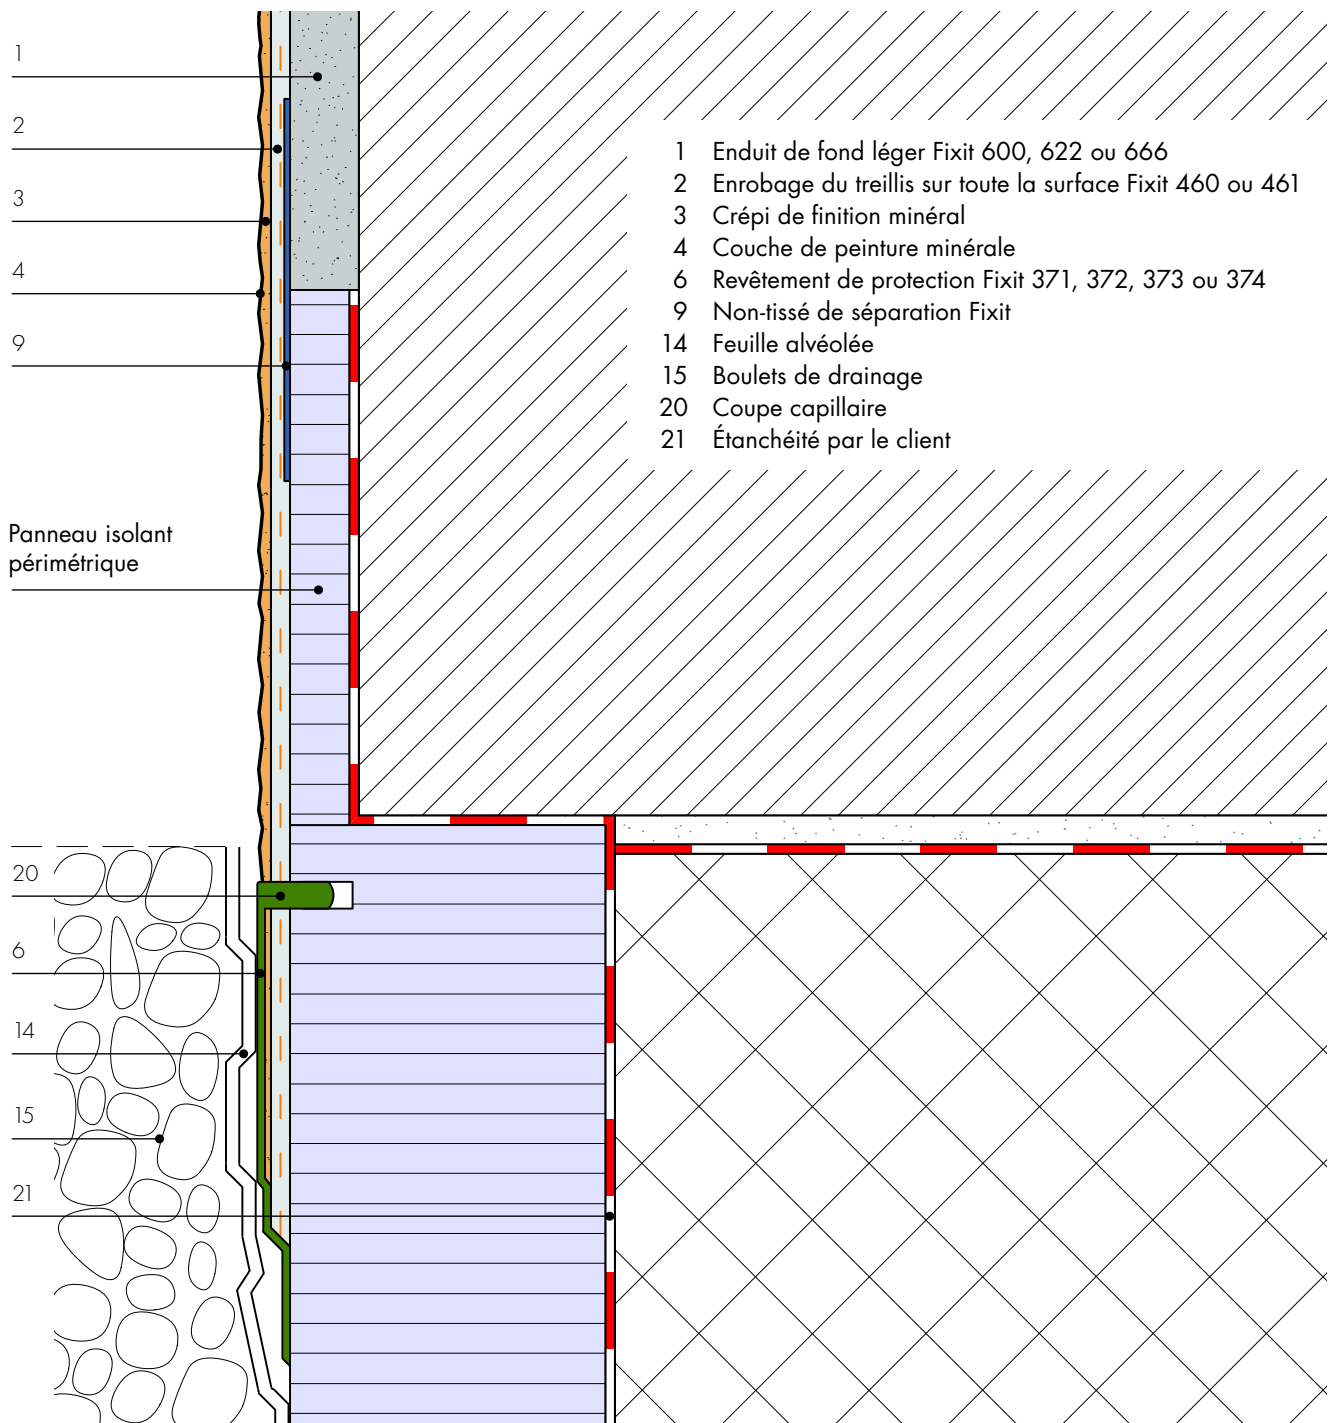 1
2
3
4
9
Panneau isolant
périmétrique
20
6
14
15
21
1 Enduit de fond léger Fixit 600, 622 ou 666
2 Enrobage du treillis sur toute la surface Fixit 460 ou 461
3 Crépi de finition minéral
4 Couche de peinture minérale
6 Revêtement de protection Fixit 371, 372, 373 ou 374
9 Non-tissé de séparation Fixit
14 Feuille alvéolée
15 Boulets de drainage
20 Coupe capillaire
21 Étanchéité par le client